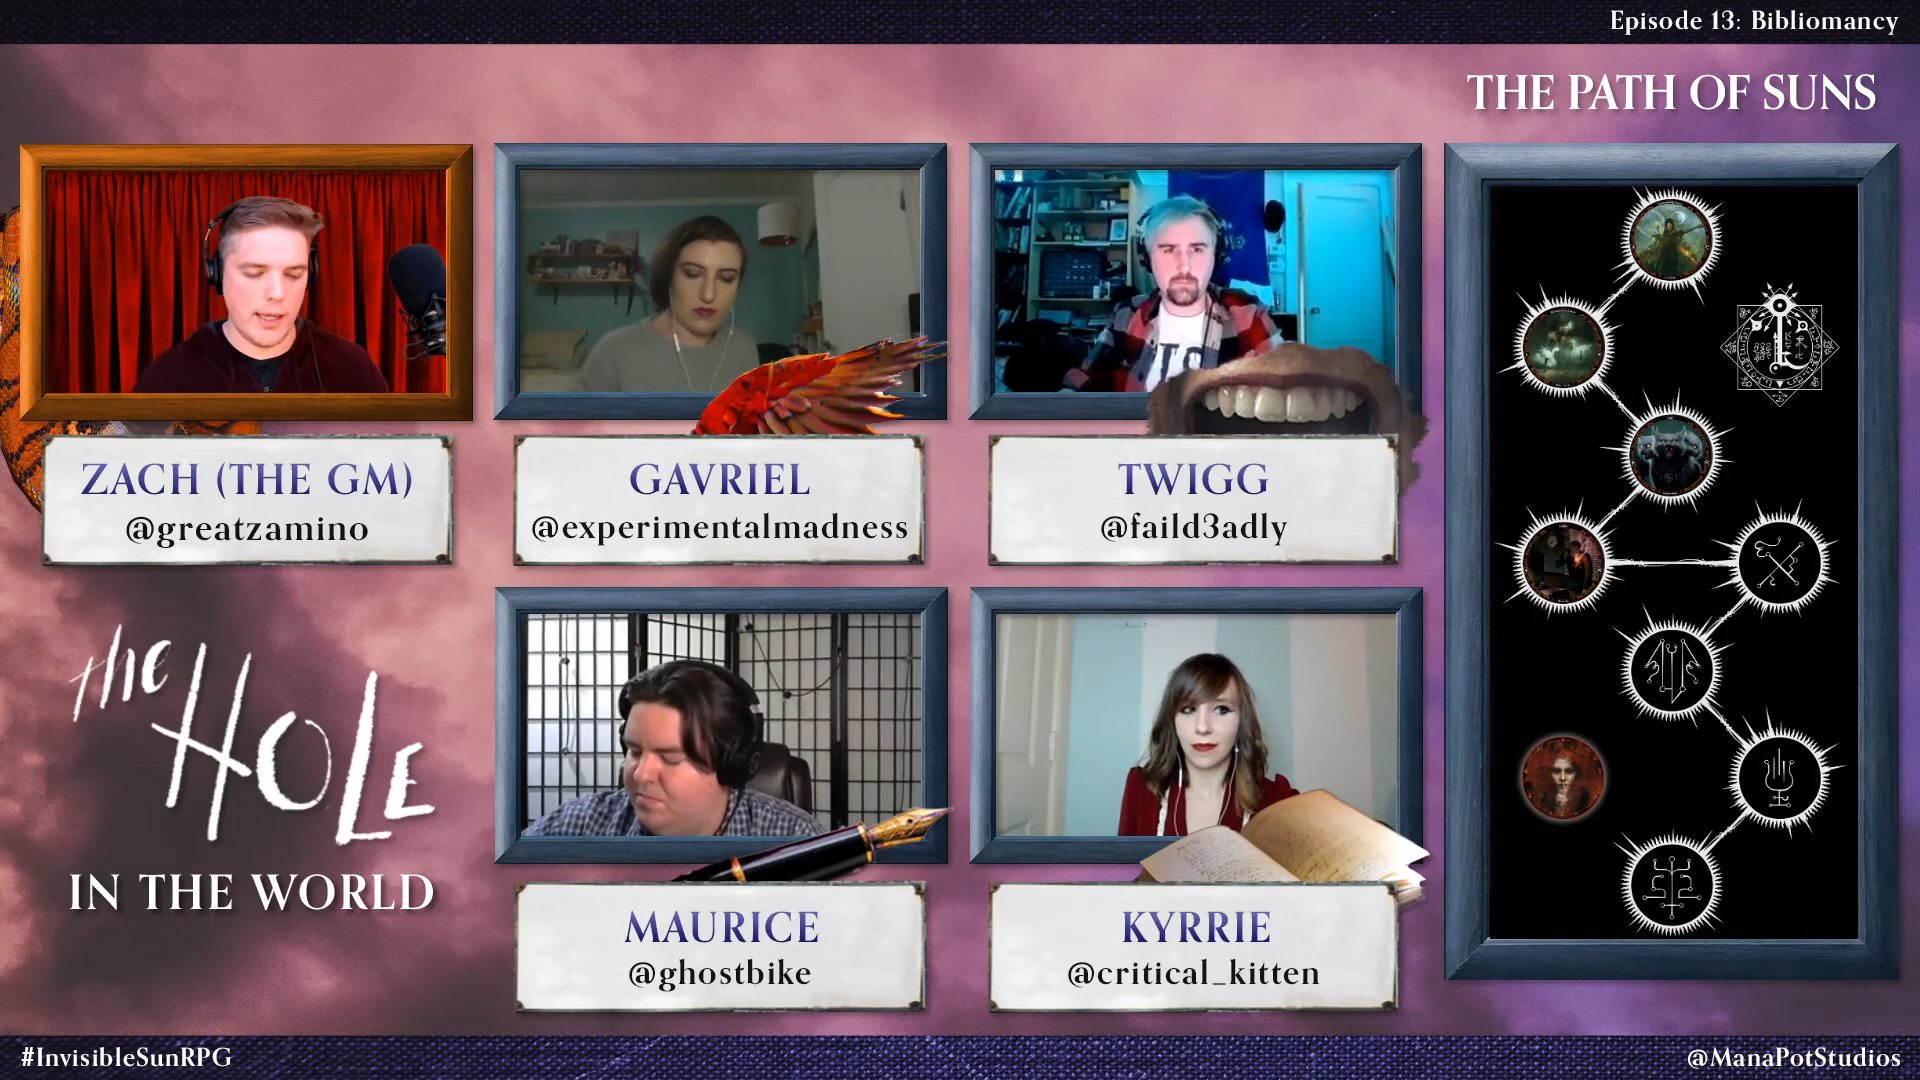 Episode 13: Bibliomancy
THE PATH OF SUNS
ZACH (THE GM)
@greatzamino
GAVRIEL
@experimentalmadness
TWIGG
@faild3adly
the
HOLE
IN THE WORLD
MAURICE
@ghostbike
KYRRIE
@critical_kitten
#InvisibleSunRPG
@ManaPotStudios